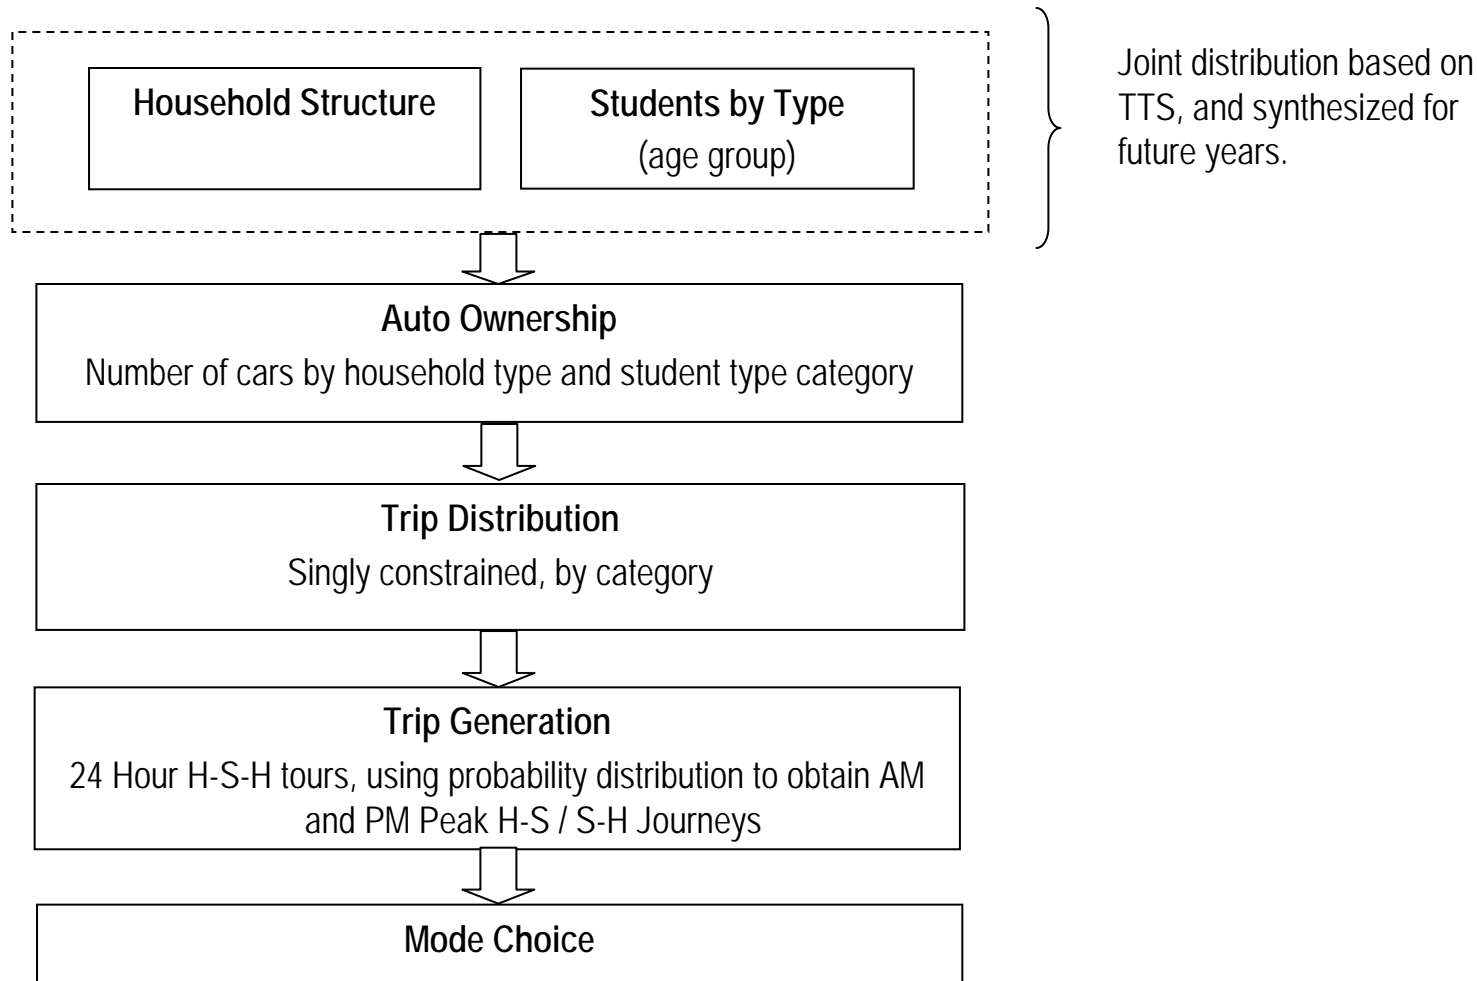 Household Structure
Students by Type
(age group)
Joint distribution based on
TTS, and synthesized for
future years.
Auto Ownership
Number of cars by household type and student type category
Trip Distribution
Singly constrained, by category
Trip Generation
24 Hour H-S-H tours, using probability distribution to obtain AM
and PM Peak H-S / S-H Journeys
Mode Choice